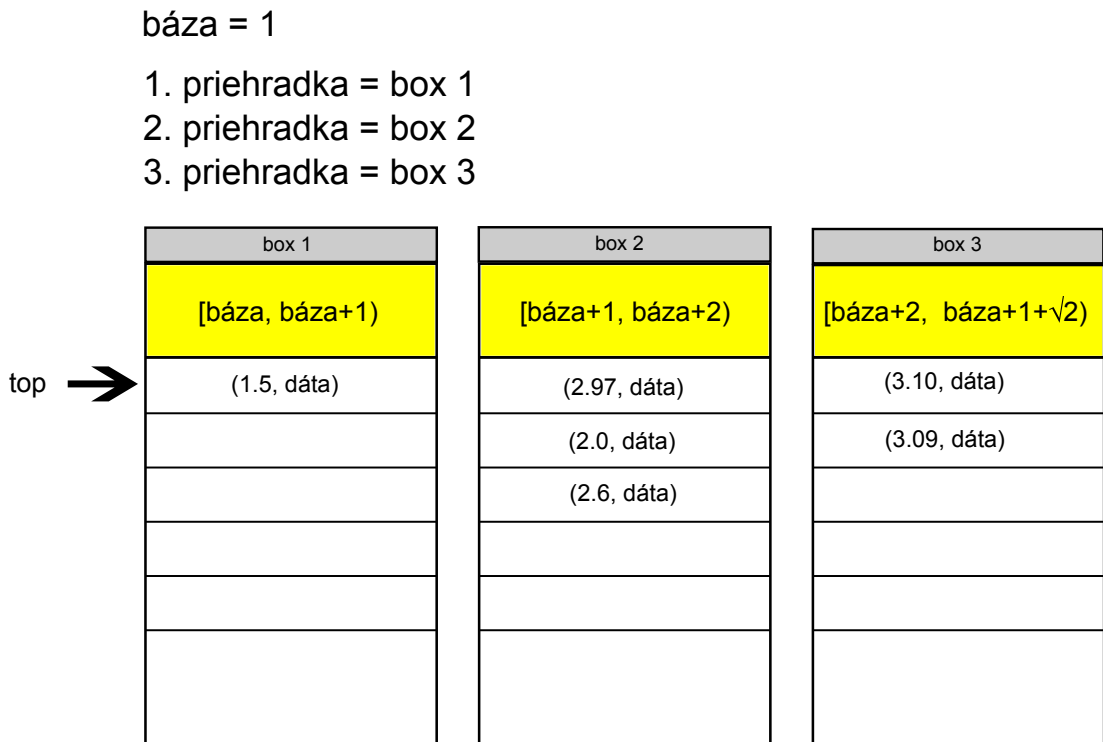 báza = 1
1. priehradka = box 1
2. priehradka = box 2
3. priehradka = box 3
box 1
box 2
box 3
[báza, báza+1)
[báza+1, báza+2)
[báza+2, báza+1+√2)
top
(1.5, dáta)
(2.97, dáta)
(3.10, dáta)
(2.0, dáta)
(3.09, dáta)
(2.6, dáta)